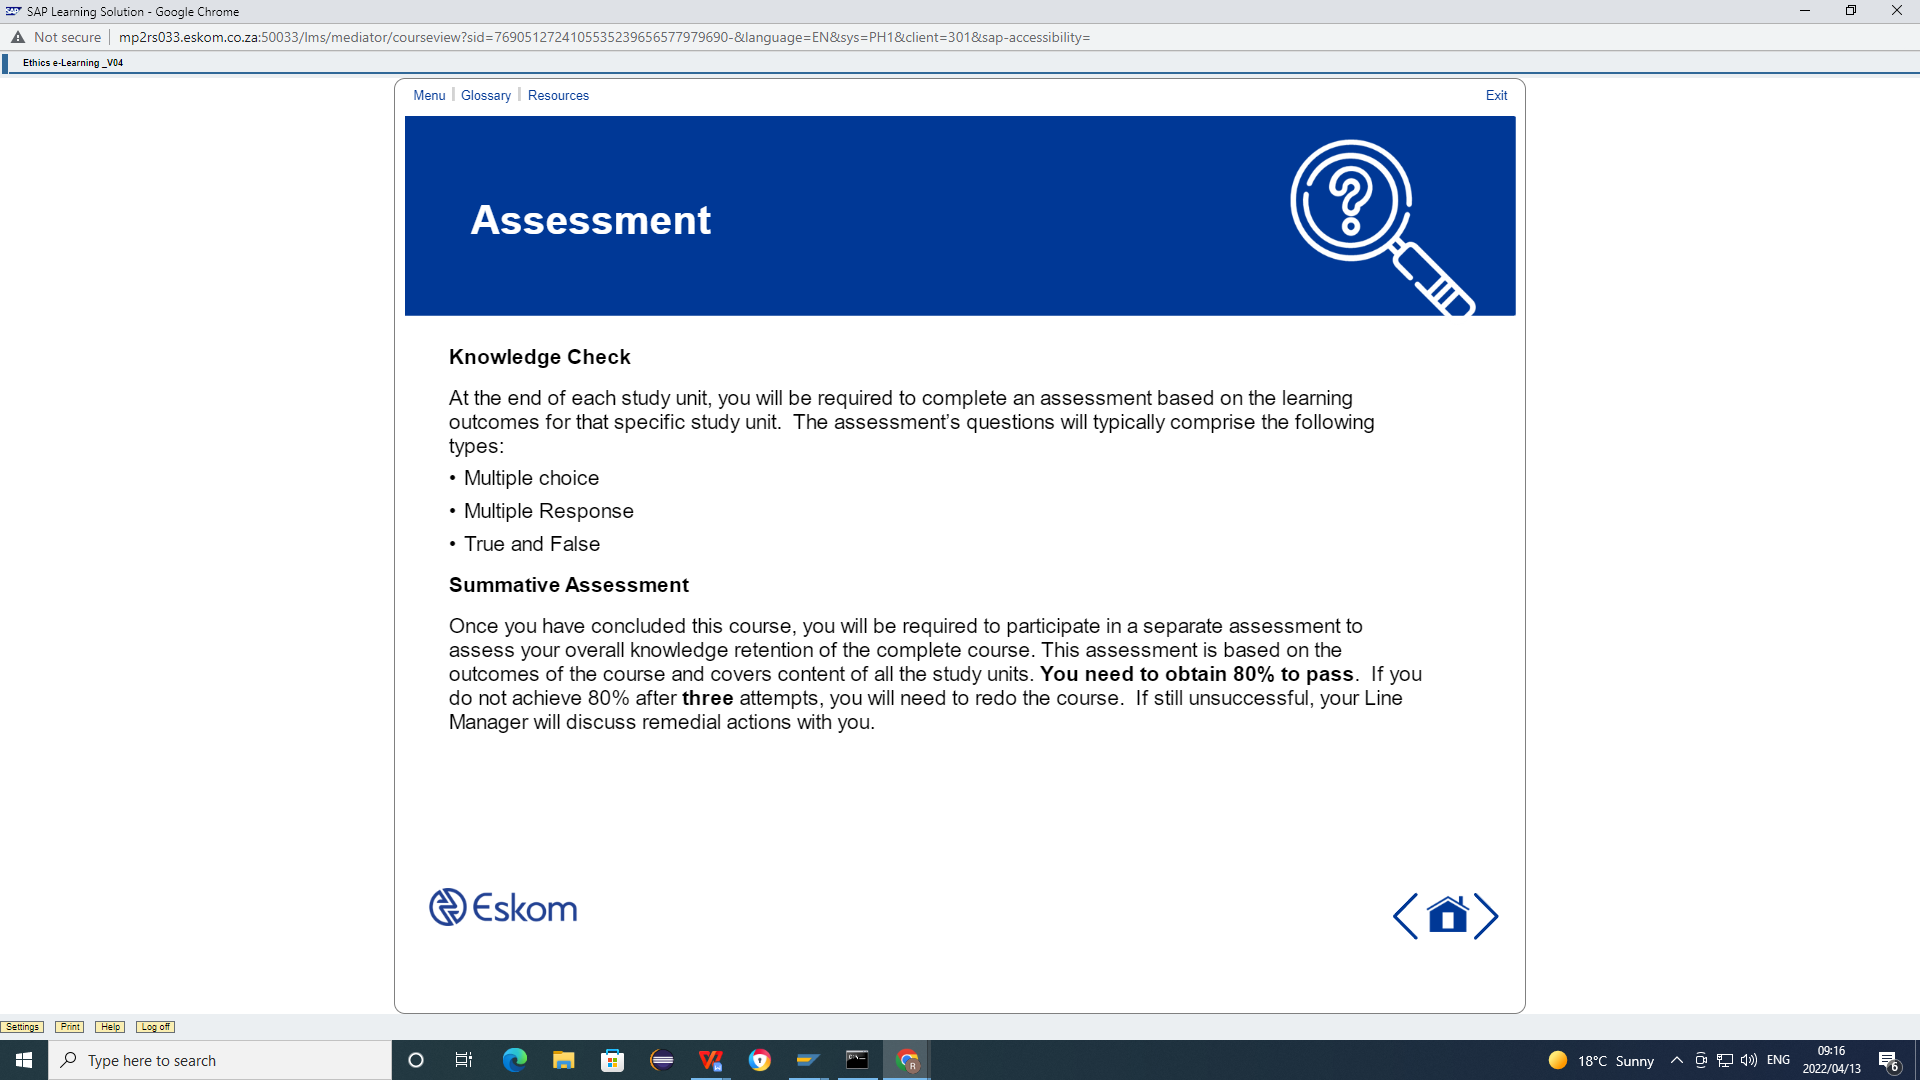 SAP Learning Solution - Google Chrome
Not secure mp2rs033.eskom.co.za:50033/lms/mediator/courseview?sid=7690512724105535239656577979690-&language=EN&sys=PH1&client=301&sap-accessibility=
Ethics e-Learning _V04
Menu Glossary Resources Exit
Assessment
Knowledge Check
At the end of each study unit, you will be required to complete an assessment based on the learning
outcomes for that specific study unit.  The assessment’s questions will typically comprise the following
types:
• Multiple choice
• Multiple Response
• True and False
Summative Assessment
Once you have concluded this course, you will be required to participate in a separate assessment to
assess your overall knowledge retention of the complete course. This assessment is based on the
outcomes of the course and covers content of all the study units. You need to obtain 80% to pass.  If you
do not achieve 80% after three attempts, you will need to redo the course.  If still unsuccessful, your Line
Manager will discuss remedial actions with you.
Eskom
Settings Print Help Log off
Type here to search
18°C Sunny ENG 09:16
2022/04/13
6